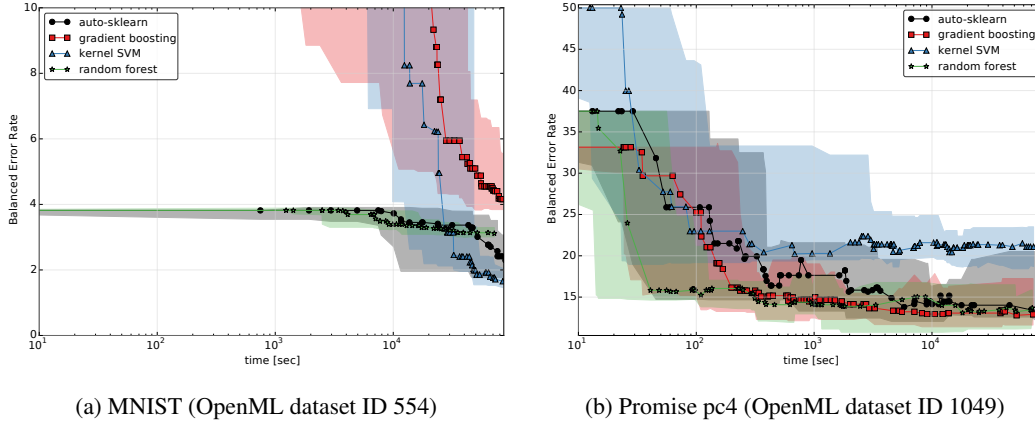 auto-sklearn
gradient boosting
kernel SVM
random forest
Balanced Error Rate
10
8
6
4
2
0
10^1
10^2
10^3
10^4
time [sec]
(a) MNIST (OpenML dataset ID 554)
auto-sklearn
gradient boosting
kernel SVM
random forest
Balanced Error Rate
50
45
40
35
30
25
20
15
10^1
10^2
10^3
10^4
time [sec]
(b) Promise pc4 (OpenML dataset ID 1049)